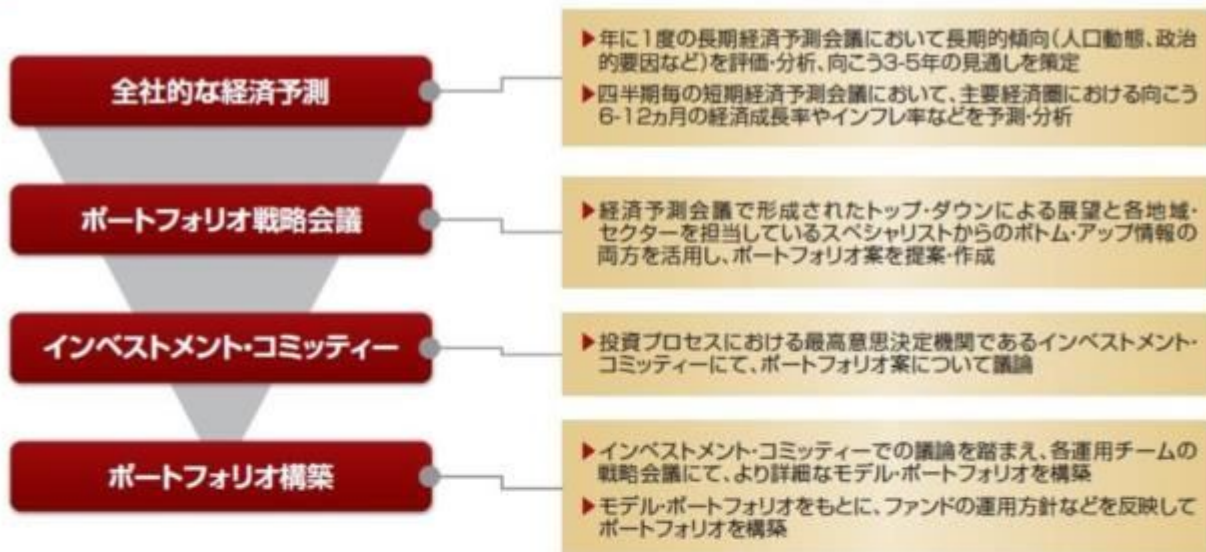 全社的な経済予測
▶年に1度の長期経済予測会議において長期的傾向(人口動態、政治
的要因など)を評価・分析、向こう3-5年の見通しを策定
▶四半期毎の短期経済予測会議において、主要経済圏における向こう
6-12ヵ月の経済成長率やインフレ率などを予測・分析
ポートフォリオ戦略会議
▶経済予測会議で形成されたトップ・ダウンによる展望と各地域・
セクターを担当しているスペシャリストからのボトム・アップ情報の
両方を活用し、ポートフォリオ案を提案・作成
インベストメント・コミッティー
▶投資プロセスにおける最高意思決定機関であるインベストメント・
コミッティーにて、ポートフォリオ案について議論
ポートフォリオ構築
▶インベストメント・コミッティーでの議論を踏まえ、各運用チームの
戦略会議にて、より詳細なモデル・ポートフォリオを構築
▶モデル・ポートフォリオをもとに、ファンドの運用方針などを反映して
ポートフォリオを構築